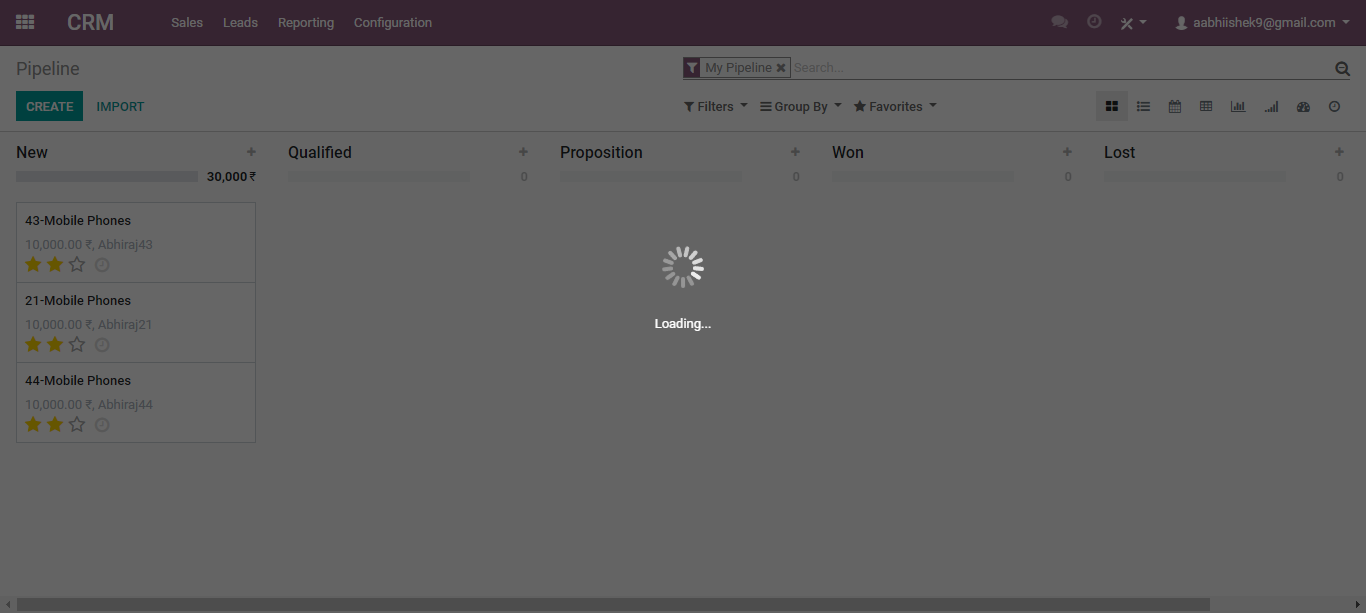 CRM Sales Leads Reporting Configuration aabhiishek9@gmail.com
Pipeline
My Pipeline Search...
CREATE IMPORT
Filters Group By Favorites
New + Qualified + Proposition + Won + Lost +
30,000₹ 0 0 0 0
43-Mobile Phones
10,000.00 ₹, Abhiraj43
21-Mobile Phones
10,000.00 ₹, Abhiraj21
44-Mobile Phones
10,000.00 ₹, Abhiraj44
Loading...